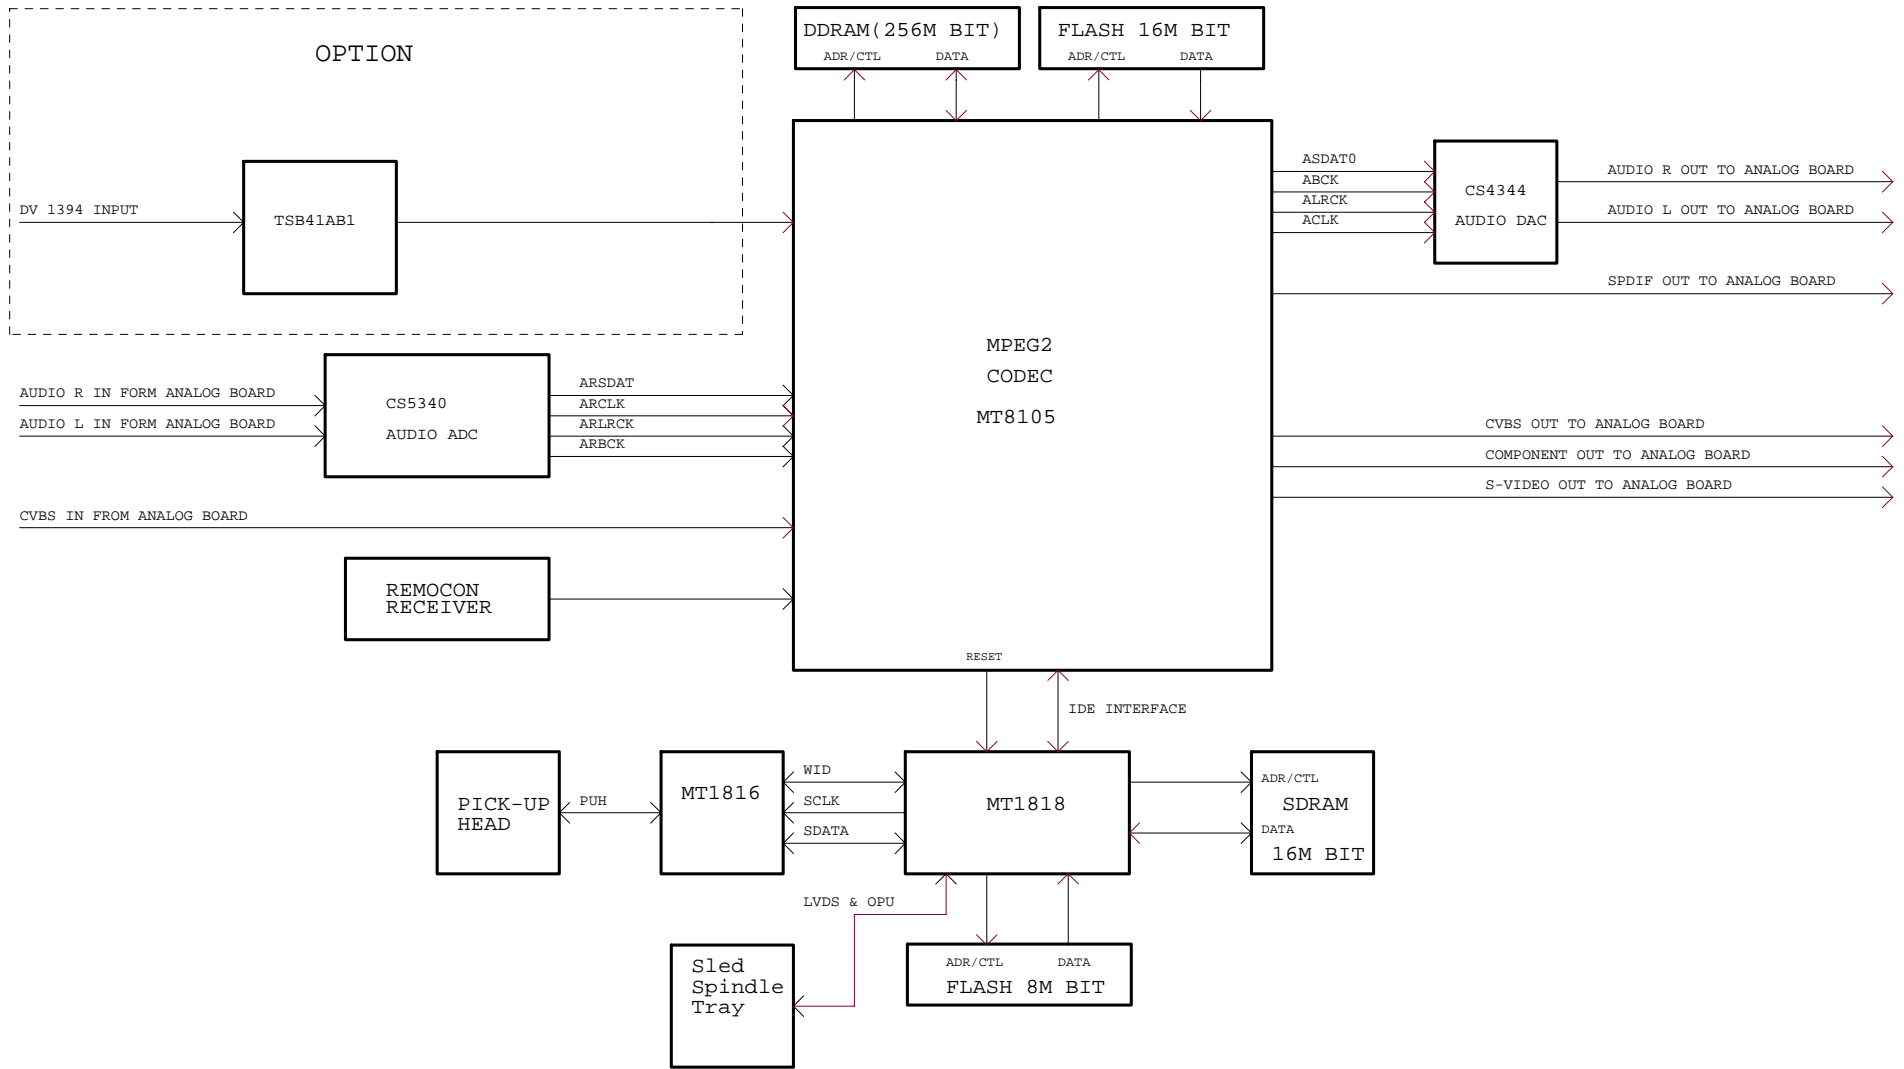 OPTION
DDRAM(256M BIT)
ADR/CTL DATA
FLASH 16M BIT
ADR/CTL DATA
DV 1394 INPUT
TSB41AB1
ASDAT0
ABCK
ALRCK
ACLK
CS4344
AUDIO DAC
AUDIO R OUT TO ANALOG BOARD
AUDIO L OUT TO ANALOG BOARD
SPDIF OUT TO ANALOG BOARD
MPEG2
CODEC
MT8105
AUDIO R IN FORM ANALOG BOARD
AUDIO L IN FORM ANALOG BOARD
CS5340
AUDIO ADC
ARSDAT
ARCLK
ARLRCK
ARBCK
CVBS OUT TO ANALOG BOARD
COMPONENT OUT TO ANALOG BOARD
S-VIDEO OUT TO ANALOG BOARD
CVBS IN FROM ANALOG BOARD
REMOCON
RECEIVER
RESET
IDE INTERFACE
PICK-UP
HEAD
PUH
MT1816
WID
SCLK
SDATA
MT1818
ADR/CTL
SDRAM
DATA
16M BIT
LVDS & OPU
Sled
Spindle
Tray
ADR/CTL DATA
FLASH 8M BIT